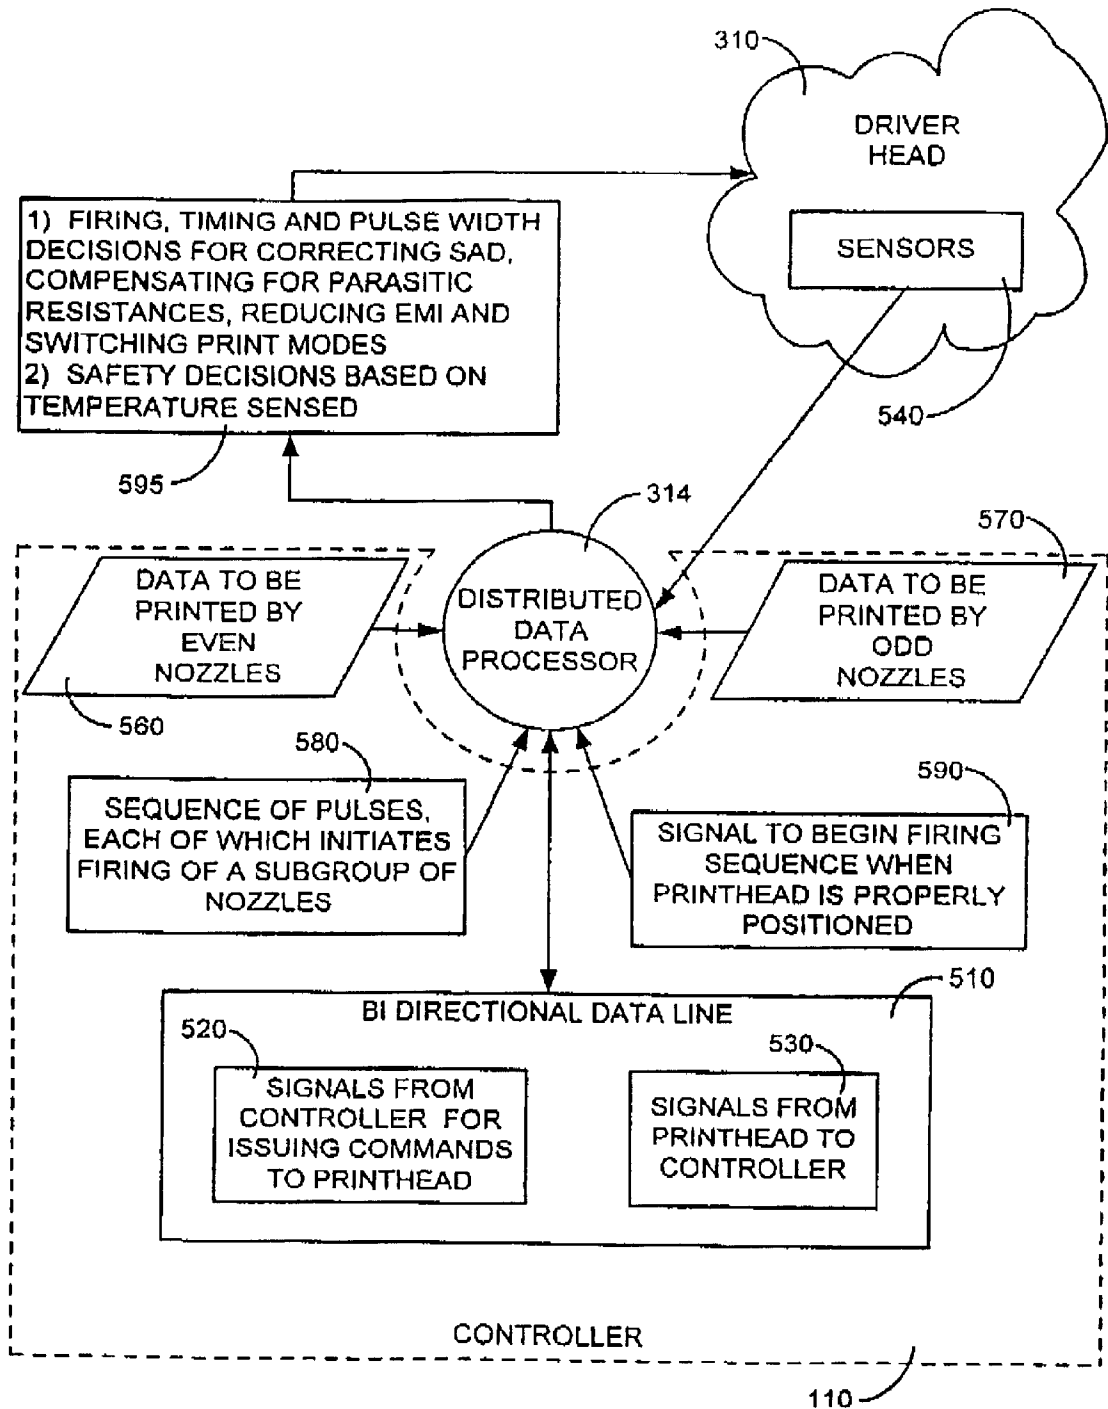 310
DRIVER
HEAD
SENSORS
540
1) FIRING, TIMING AND PULSE WIDTH
DECISIONS FOR CORRECTING SAD,
COMPENSATING FOR PARASITIC
RESISTANCES, REDUCING EMI AND
SWITCHING PRINT MODES
2) SAFETY DECISIONS BASED ON
TEMPERATURE SENSED
595
314
570
DATA TO BE
PRINTED BY
EVEN
NOZZLES
560
DISTRIBUTED
DATA
PROCESSOR
DATA TO BE
PRINTED BY
ODD
NOZZLES
580
SEQUENCE OF PULSES,
EACH OF WHICH INITIATES
FIRING OF A SUBGROUP OF
NOZZLES
590
SIGNAL TO BEGIN FIRING
SEQUENCE WHEN
PRINTHEAD IS PROPERLY
POSITIONED
510
BI DIRECTIONAL DATA LINE
520
SIGNALS FROM
CONTROLLER FOR
ISSUING COMMANDS
TO PRINTHEAD
530
SIGNALS FROM
PRINTHEAD TO
CONTROLLER
CONTROLLER
110